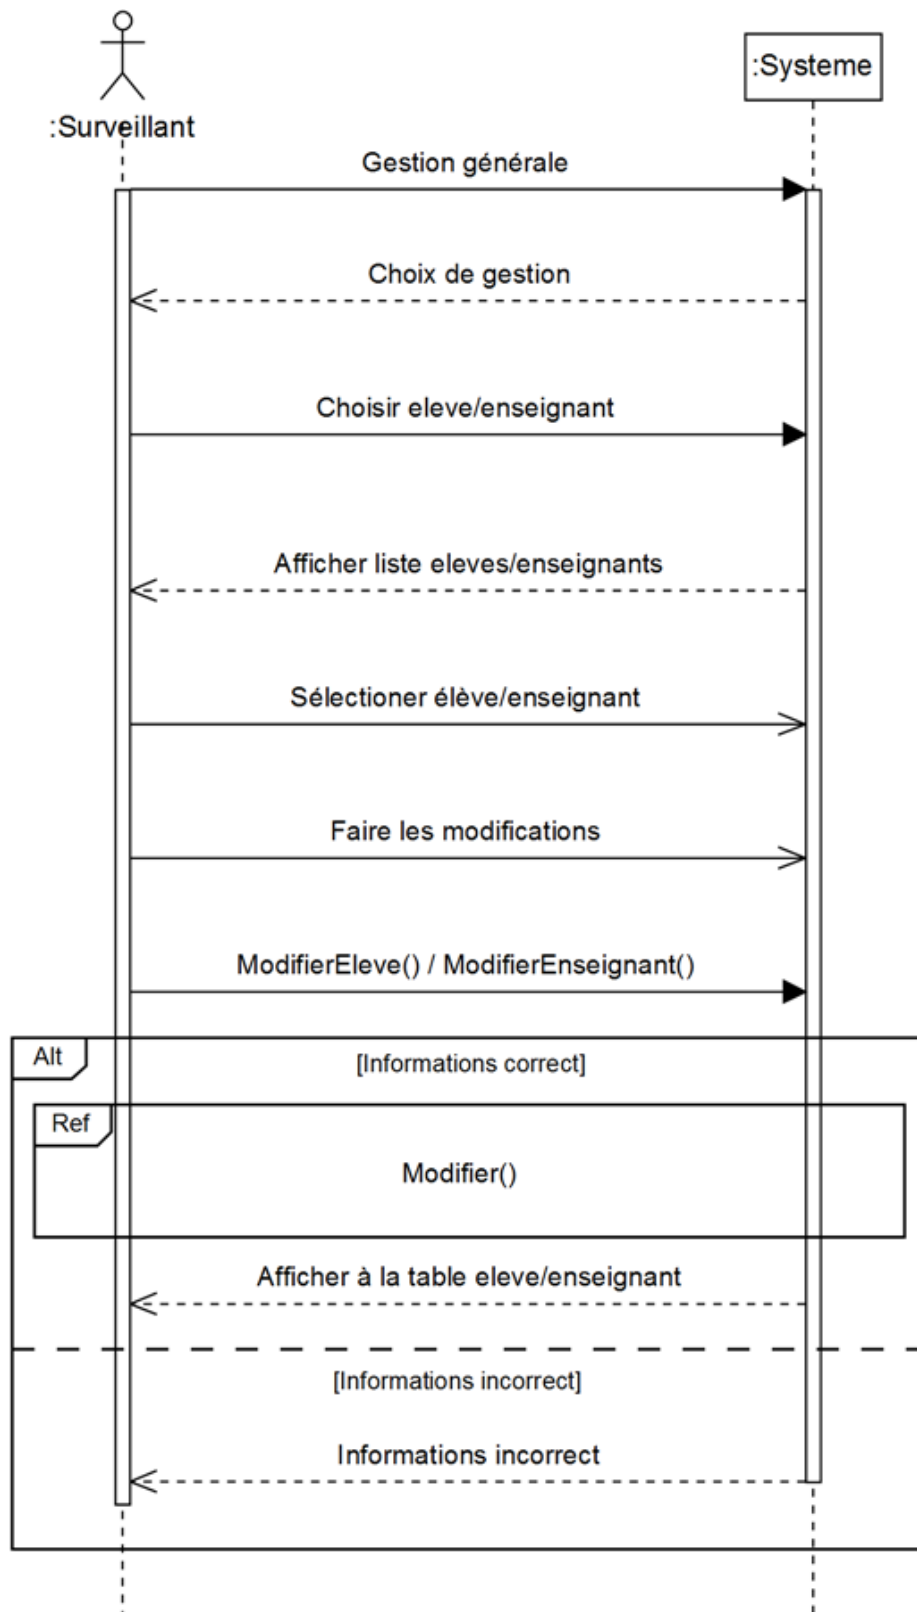 :Surveillant
:Systeme
Gestion générale
Choix de gestion
Choisir eleve/enseignant
Afficher liste eleves/enseignants
Sélectioner élève/enseignant
Faire les modifications
ModifierEleve() / ModifierEnseignant()
Alt
[Informations correct]
Ref
Modifier()
Afficher à la table eleve/enseignant
[Informations incorrect]
Informations incorrect